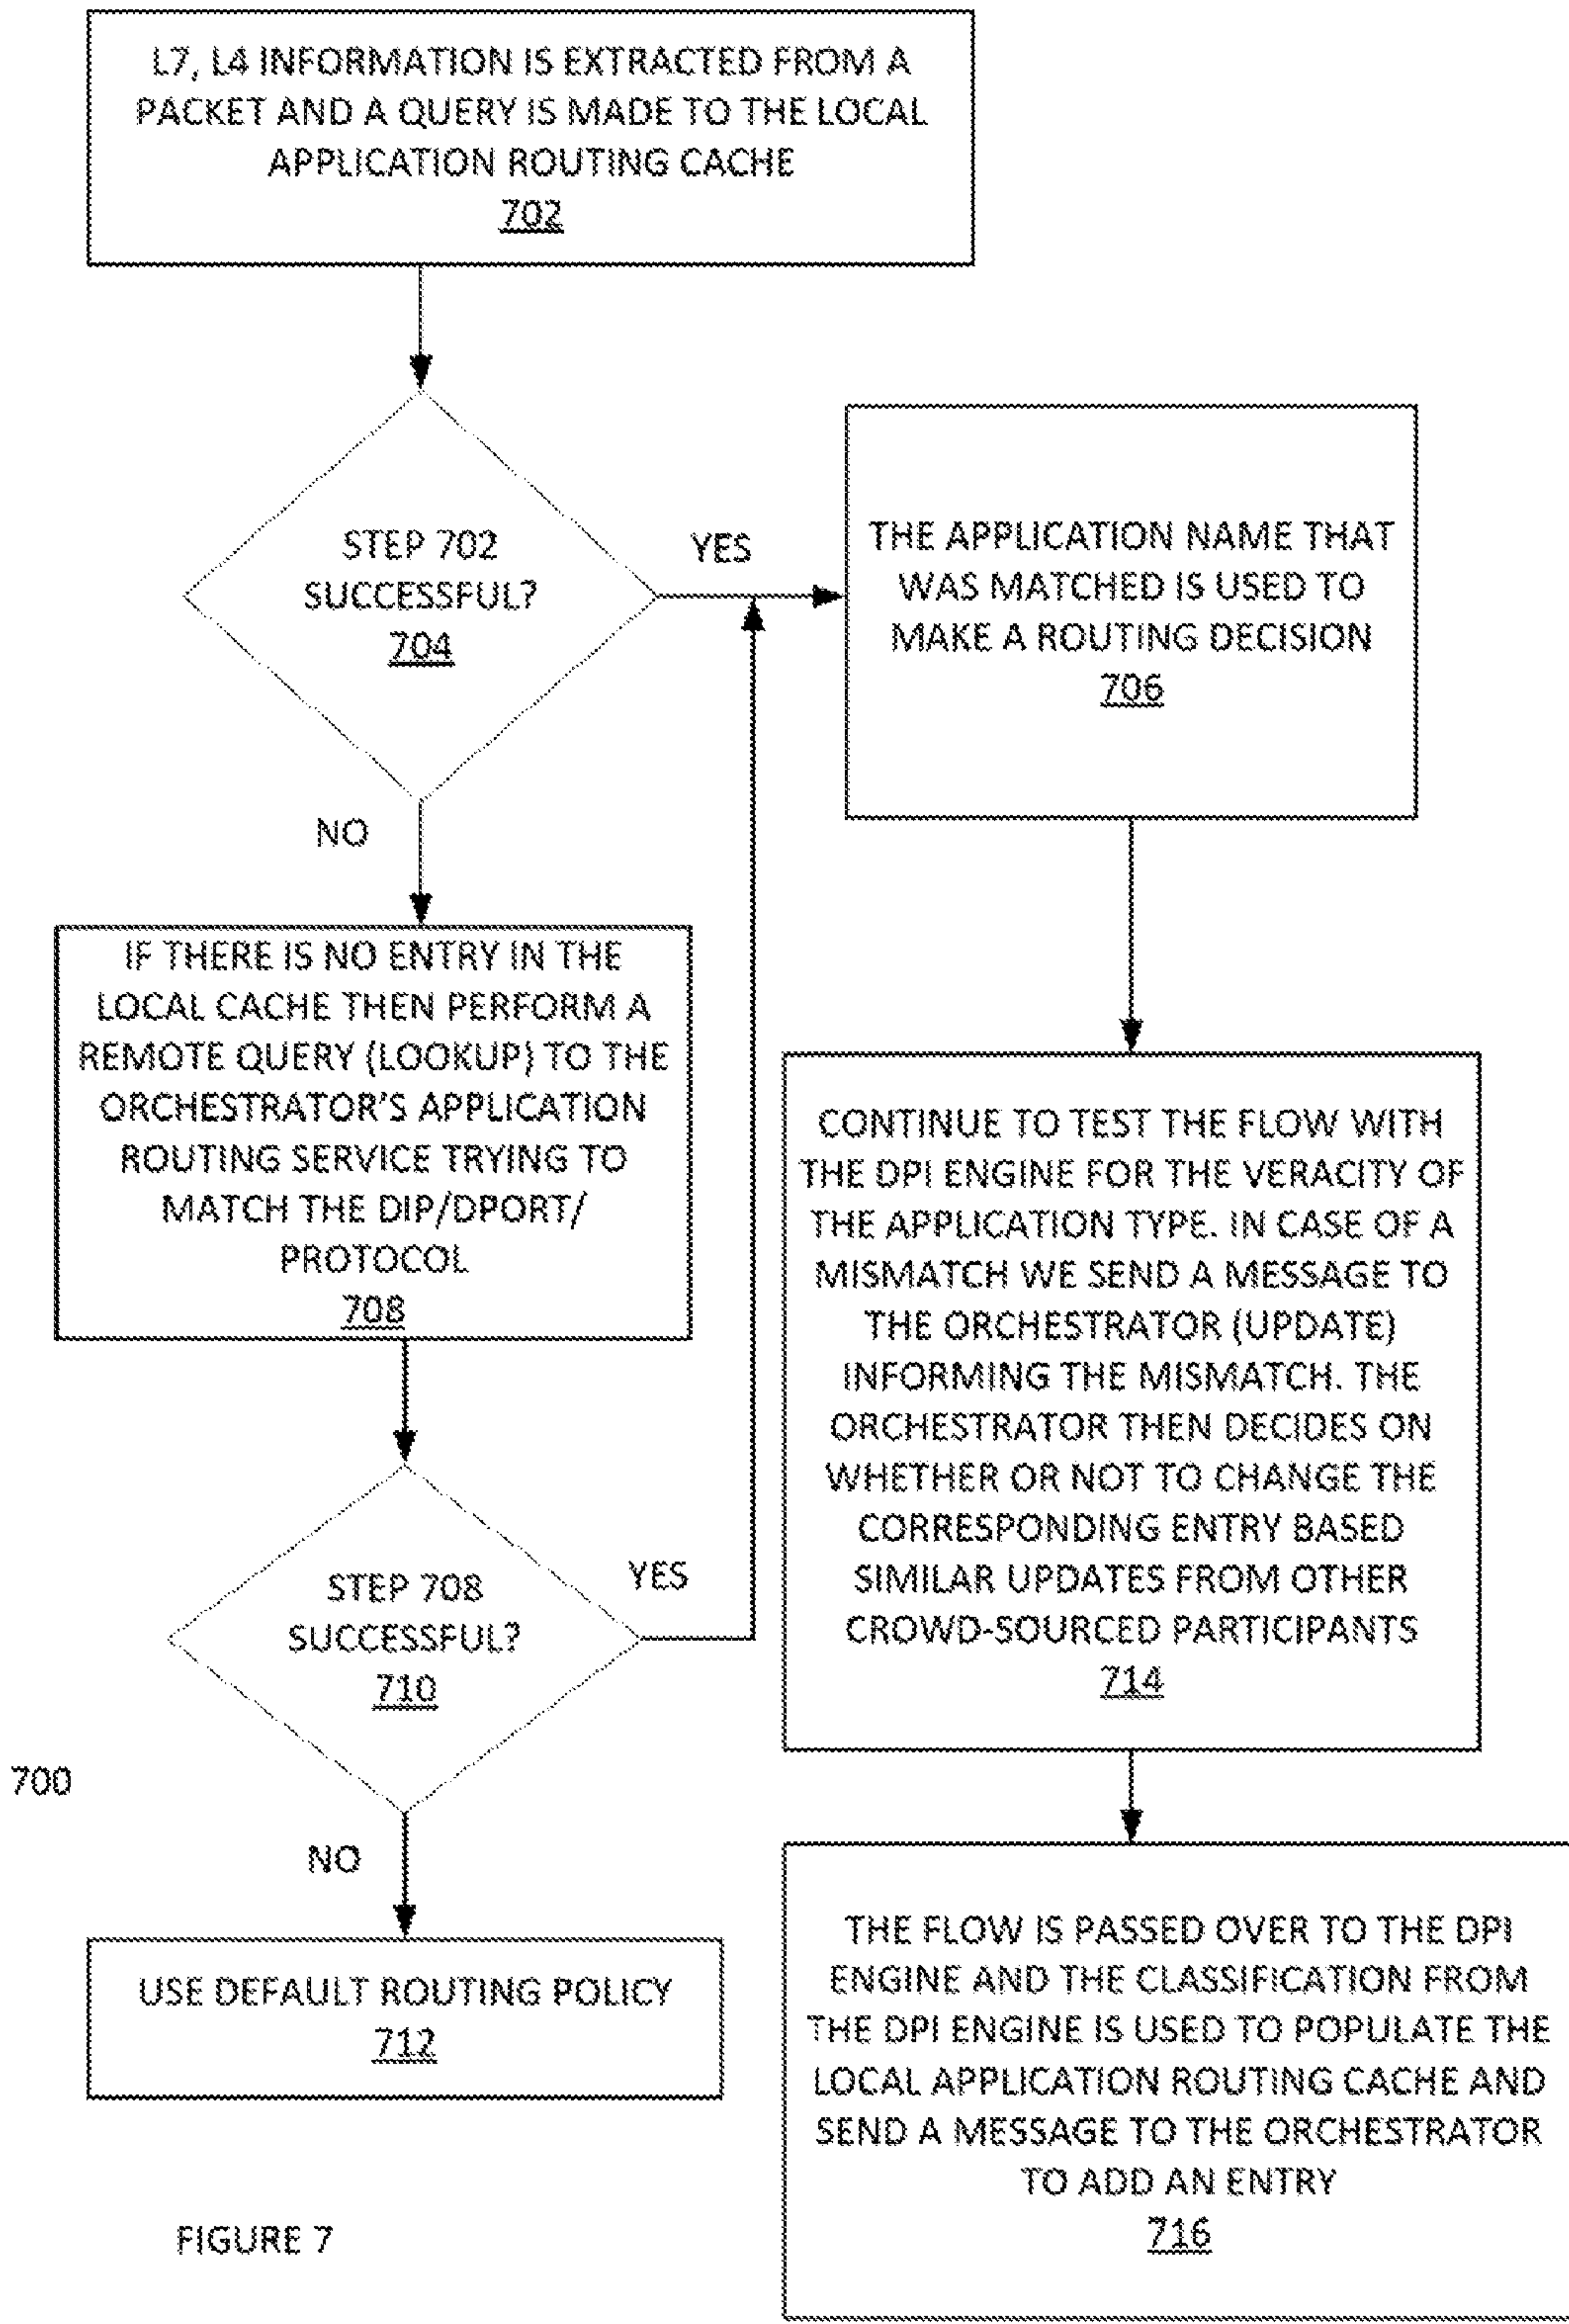 L7, L4 INFORMATION IS EXTRACTED FROM A
PACKET AND A QUERY IS MADE TO THE LOCAL
APPLICATION ROUTING CACHE
702
STEP 702
SUCCESSFUL?
704
YES
NO
THE APPLICATION NAME THAT
WAS MATCHED IS USED TO
MAKE A ROUTING DECISION
706
IF THERE IS NO ENTRY IN THE
LOCAL CACHE THEN PERFORM A
REMOTE QUERY (LOOKUP) TO THE
ORCHESTRATOR'S APPLICATION
ROUTING SERVICE TRYING TO
MATCH THE DIP/DPORT/
PROTOCOL
708
STEP 708
SUCCESSFUL?
710
YES
NO
USE DEFAULT ROUTING POLICY
712
CONTINUE TO TEST THE FLOW WITH
THE DPI ENGINE FOR THE VERACITY OF
THE APPLICATION TYPE. IN CASE OF A
MISMATCH WE SEND A MESSAGE TO
THE ORCHESTRATOR (UPDATE)
INFORMING THE MISMATCH. THE
ORCHESTRATOR THEN DECIDES ON
WHETHER OR NOT TO CHANGE THE
CORRESPONDING ENTRY BASED
SIMILAR UPDATES FROM OTHER
CROWD-SOURCED PARTICIPANTS
714
THE FLOW IS PASSED OVER TO THE DPI
ENGINE AND THE CLASSIFICATION FROM
THE DPI ENGINE IS USED TO POPULATE THE
LOCAL APPLICATION ROUTING CACHE AND
SEND A MESSAGE TO THE ORCHESTRATOR
TO ADD AN ENTRY
716
700
FIGURE 7